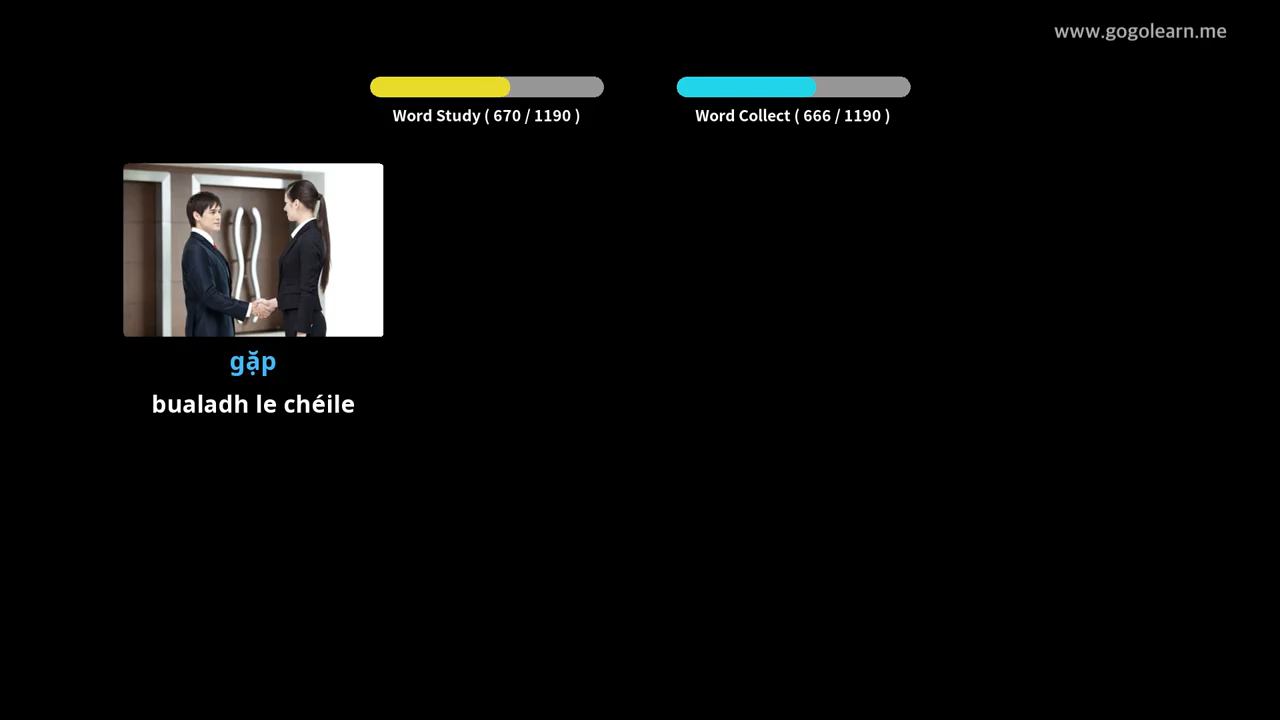 www.gogolearn.me
Word Study ( 670 / 1190 )
Word Collect ( 666 / 1190 )
gặp
bualadh le chéile